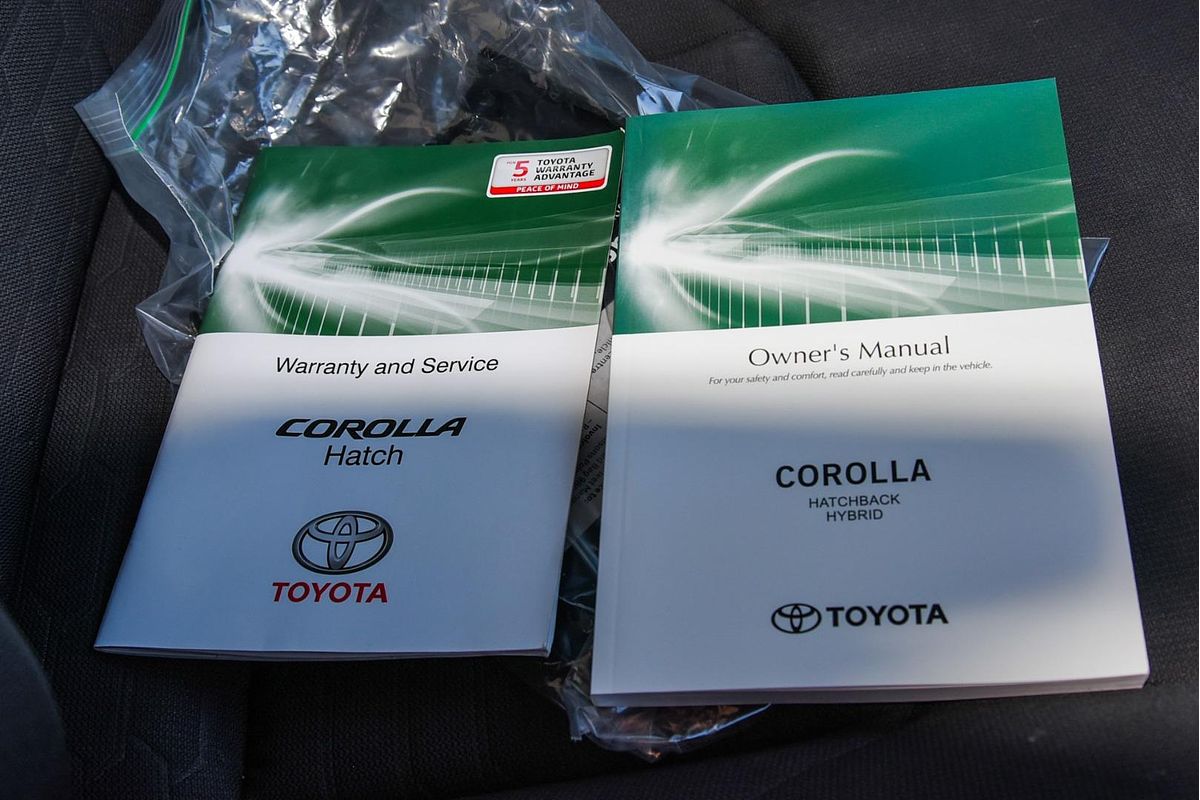 5
YEARS
TOYOTA
WARRANTY
ADVANTAGE
PEACE OF MIND
Warranty and Service
COROLLA
Hatch
TOYOTA
Owner's Manual
For your safety and comfort, read carefully and keep in the vehicle.
COROLLA
HATCHBACK
HYBRID
TOYOTA